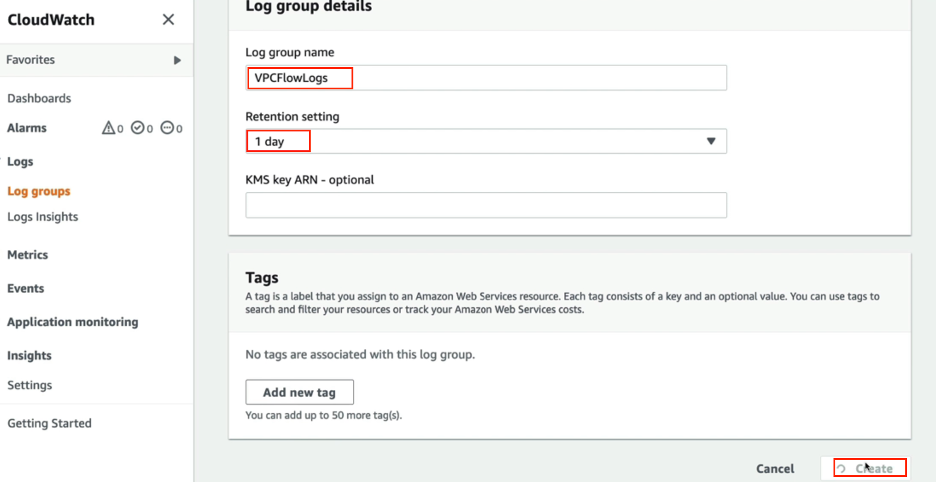 CloudWatch
Favorites
Dashboards
Alarms 0 0 0
Logs
Log groups
Logs Insights
Metrics
Events
Application monitoring
Insights
Settings
Getting Started
Log group details
Log group name
VPCFlowLogs
Retention setting
1 day
KMS key ARN - optional
Tags
A tag is a label that you assign to an Amazon Web Services resource. Each tag consists of a key and an optional value. You can use tags to
search and filter your resources or track your Amazon Web Services costs.
No tags are associated with this log group.
Add new tag
You can add up to 50 more tag(s).
Cancel
Create